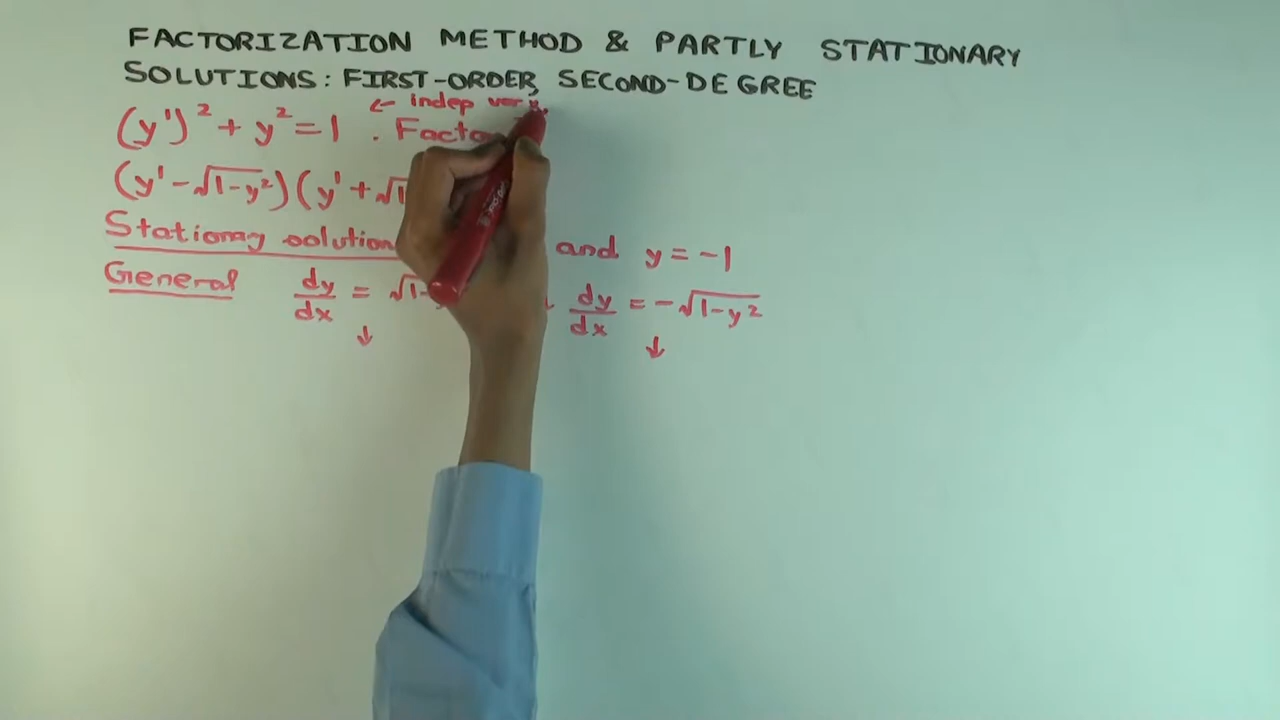 FACTORIZATION METHOD & PARTLY STATIONARY
SOLUTIONS: FIRST-ORDER, SECOND-DEGREE
← indep var x.
(y')² + y² = 1 . Facto
(y' - √1-y²) (y' + √1
Stationary solution and y = -1
General dy/dx = √1- dy/dx = -√1-y²
↓ ↓